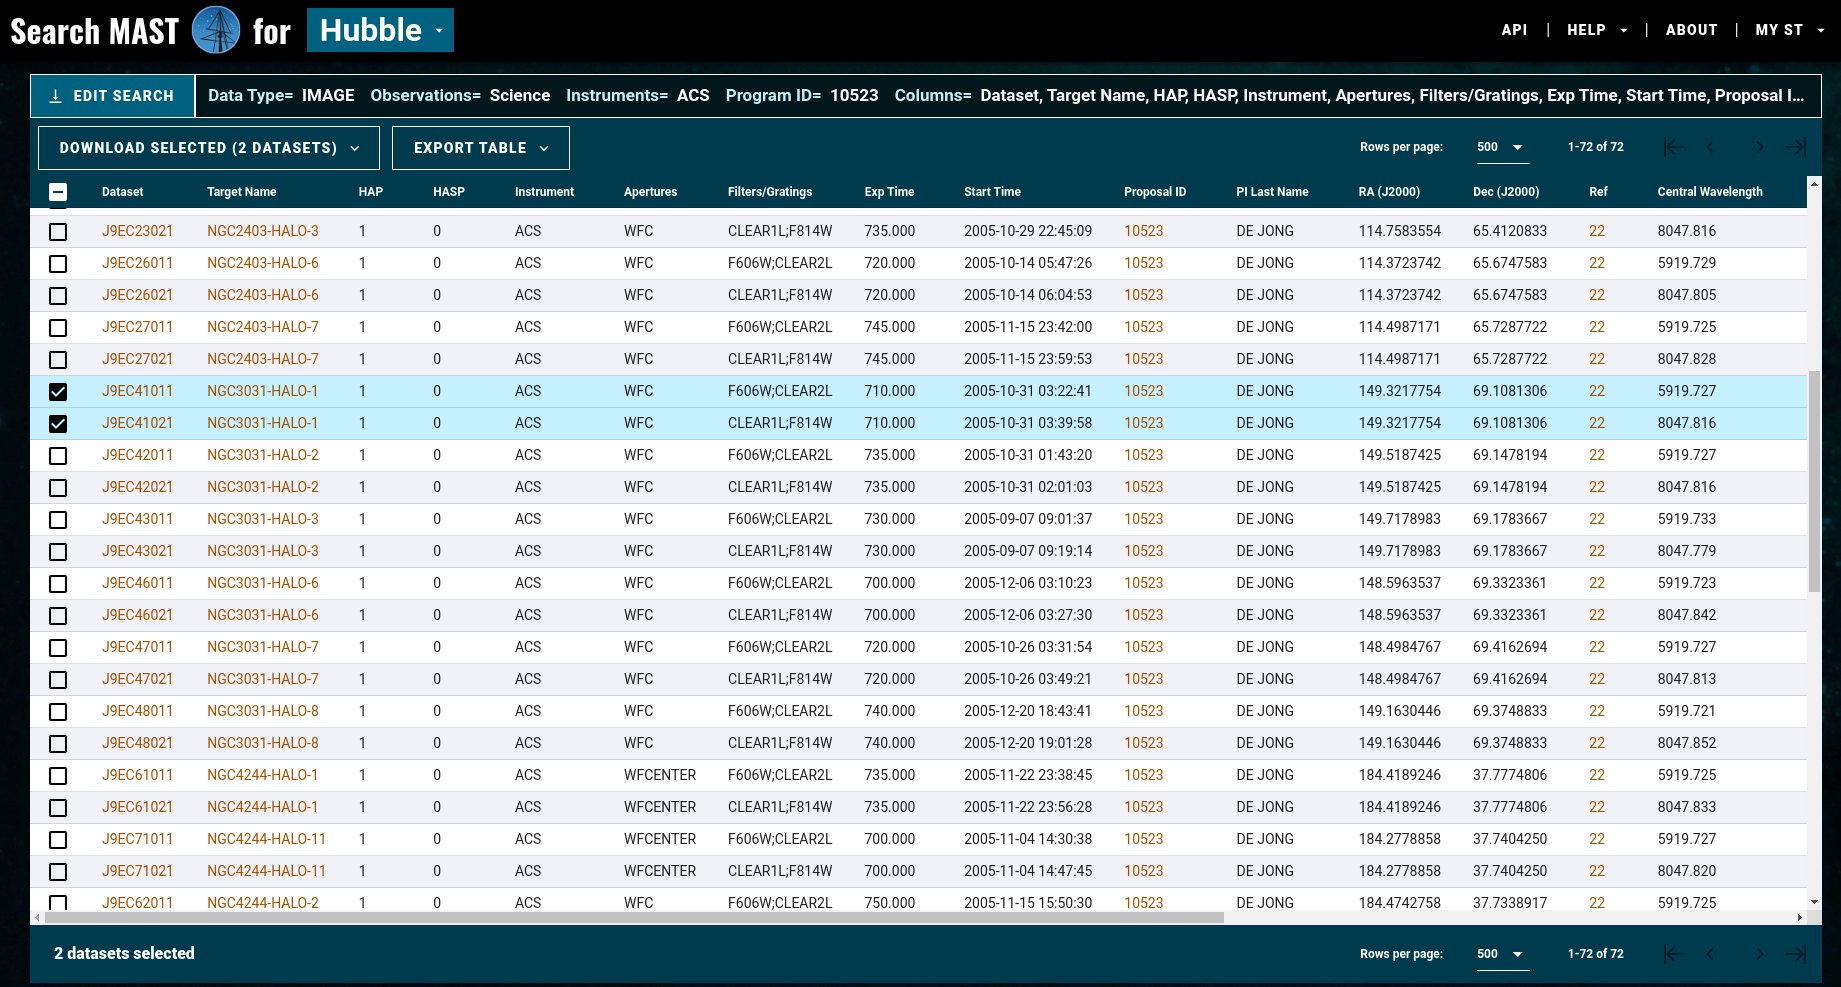 Search MAST for Hubble
API | HELP | ABOUT | MY ST
EDIT SEARCH Data Type= IMAGE Observations= Science Instruments= ACS Program ID= 10523 Columns= Dataset, Target Name, HAP, HASP, Instrument, Apertures, Filters/Gratings, Exp Time, Start Time, Proposal I...
DOWNLOAD SELECTED (2 DATASETS) EXPORT TABLE Rows per page: 500 1-72 of 72
Dataset Target Name HAP HASP Instrument Apertures Filters/Gratings Exp Time Start Time Proposal ID PI Last Name RA (J2000) Dec (J2000) Ref Central Wavelength
J9EC23021 NGC2403-HALO-3 1 0 ACS WFC CLEAR1L;F814W 735.000 2005-10-29 22:45:09 10523 DE JONG 114.7583554 65.4120833 22 8047.816
J9EC26011 NGC2403-HALO-6 1 0 ACS WFC F606W;CLEAR2L 720.000 2005-10-14 05:47:26 10523 DE JONG 114.3723742 65.6747583 22 5919.729
J9EC26021 NGC2403-HALO-6 1 0 ACS WFC CLEAR1L;F814W 720.000 2005-10-14 06:04:53 10523 DE JONG 114.3723742 65.6747583 22 8047.805
J9EC27011 NGC2403-HALO-7 1 0 ACS WFC F606W;CLEAR2L 745.000 2005-11-15 23:42:00 10523 DE JONG 114.4987171 65.7287722 22 5919.725
J9EC27021 NGC2403-HALO-7 1 0 ACS WFC CLEAR1L;F814W 745.000 2005-11-15 23:59:53 10523 DE JONG 114.4987171 65.7287722 22 8047.828
J9EC41011 NGC3031-HALO-1 1 0 ACS WFC F606W;CLEAR2L 710.000 2005-10-31 03:22:41 10523 DE JONG 149.3217754 69.1081306 22 5919.727
J9EC41021 NGC3031-HALO-1 1 0 ACS WFC CLEAR1L;F814W 710.000 2005-10-31 03:39:58 10523 DE JONG 149.3217754 69.1081306 22 8047.816
J9EC42011 NGC3031-HALO-2 1 0 ACS WFC F606W;CLEAR2L 735.000 2005-10-31 01:43:20 10523 DE JONG 149.5187425 69.1478194 22 5919.727
J9EC42021 NGC3031-HALO-2 1 0 ACS WFC CLEAR1L;F814W 735.000 2005-10-31 02:01:03 10523 DE JONG 149.5187425 69.1478194 22 8047.816
J9EC43011 NGC3031-HALO-3 1 0 ACS WFC F606W;CLEAR2L 730.000 2005-09-07 09:01:37 10523 DE JONG 149.7178983 69.1783667 22 5919.733
J9EC43021 NGC3031-HALO-3 1 0 ACS WFC CLEAR1L;F814W 730.000 2005-09-07 09:19:14 10523 DE JONG 149.7178983 69.1783667 22 8047.779
J9EC46011 NGC3031-HALO-6 1 0 ACS WFC F606W;CLEAR2L 700.000 2005-12-06 03:10:23 10523 DE JONG 148.5963537 69.3323361 22 5919.723
J9EC46021 NGC3031-HALO-6 1 0 ACS WFC CLEAR1L;F814W 700.000 2005-12-06 03:27:30 10523 DE JONG 148.5963537 69.3323361 22 8047.842
J9EC47011 NGC3031-HALO-7 1 0 ACS WFC F606W;CLEAR2L 720.000 2005-10-26 03:31:54 10523 DE JONG 148.4984767 69.4162694 22 5919.727
J9EC47021 NGC3031-HALO-7 1 0 ACS WFC CLEAR1L;F814W 720.000 2005-10-26 03:49:21 10523 DE JONG 148.4984767 69.4162694 22 8047.813
J9EC48011 NGC3031-HALO-8 1 0 ACS WFC F606W;CLEAR2L 740.000 2005-12-20 18:43:41 10523 DE JONG 149.1630446 69.3748833 22 5919.721
J9EC48021 NGC3031-HALO-8 1 0 ACS WFC CLEAR1L;F814W 740.000 2005-12-20 19:01:28 10523 DE JONG 149.1630446 69.3748833 22 8047.852
J9EC61011 NGC4244-HALO-1 1 0 ACS WFCENTER F606W;CLEAR2L 735.000 2005-11-22 23:38:45 10523 DE JONG 184.4189246 37.7774806 22 5919.725
J9EC61021 NGC4244-HALO-1 1 0 ACS WFCENTER CLEAR1L;F814W 735.000 2005-11-22 23:56:28 10523 DE JONG 184.4189246 37.7774806 22 8047.833
J9EC71011 NGC4244-HALO-11 1 0 ACS WFCENTER F606W;CLEAR2L 700.000 2005-11-04 14:30:38 10523 DE JONG 184.2778858 37.7404250 22 5919.727
J9EC71021 NGC4244-HALO-11 1 0 ACS WFCENTER CLEAR1L;F814W 700.000 2005-11-04 14:47:45 10523 DE JONG 184.2778858 37.7404250 22 8047.820
J9EC62011 NGC4244-HALO-2 1 0 ACS WFC F606W;CLEAR2L 750.000 2005-11-15 15:50:30 10523 DE JONG 184.4742758 37.7338917 22 5919.725
2 datasets selected Rows per page: 500 1-72 of 72